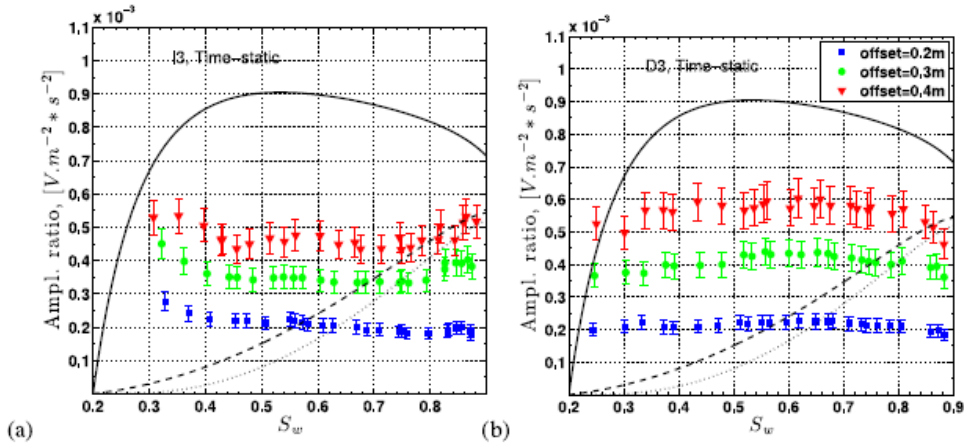 x 10⁻³
I3, Time-static
1.1
1
0.9
0.8
0.7
0.6
0.5
0.4
0.3
0.2
0.1
Ampl. ratio, [V.m⁻² * s⁻²]
0.2 0.3 0.4 0.5 0.6 0.7 0.8
S_w
(a)
x 10⁻³
D3, Time-static
offset=0.2m
offset=0,3m
offset=0,4m
1.1
1
0.9
0.8
0.7
0.6
0.5
0.4
0.3
0.2
0.1
Ampl. ratio, [V.m⁻² * s⁻²]
0.2 0.3 0.4 0.5 0.6 0.7 0.8 0.9
S_w
(b)